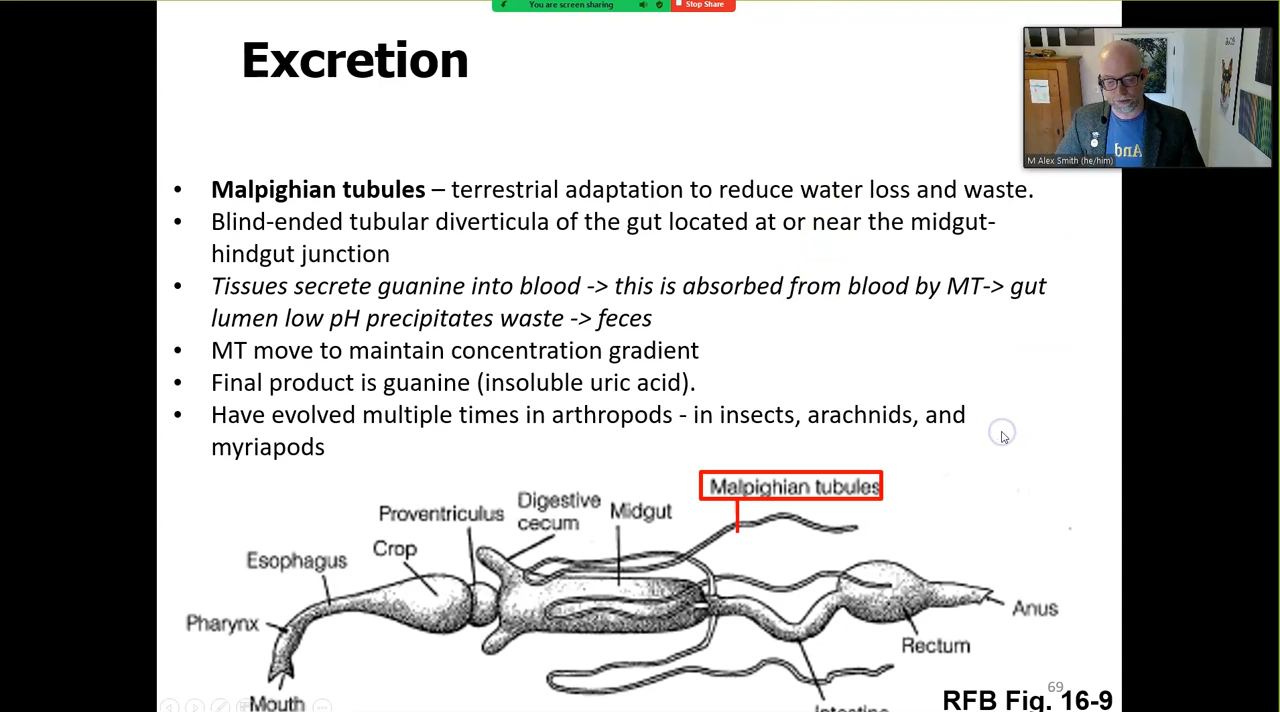 You are screen sharing
Stop Share
Excretion
M Alex Smith (he/him)
• Malpighian tubules – terrestrial adaptation to reduce water loss and waste.
• Blind-ended tubular diverticula of the gut located at or near the midgut-
hindgut junction
• Tissues secrete guanine into blood -> this is absorbed from blood by MT-> gut
lumen low pH precipitates waste -> feces
• MT move to maintain concentration gradient
• Final product is guanine (insoluble uric acid).
• Have evolved multiple times in arthropods - in insects, arachnids, and
myriapods
Malpighian tubules
Digestive
cecum
Midgut
Proventriculus
Crop
Esophagus
Pharynx
Mouth
Anus
Rectum
69
RFB Fig. 16-9